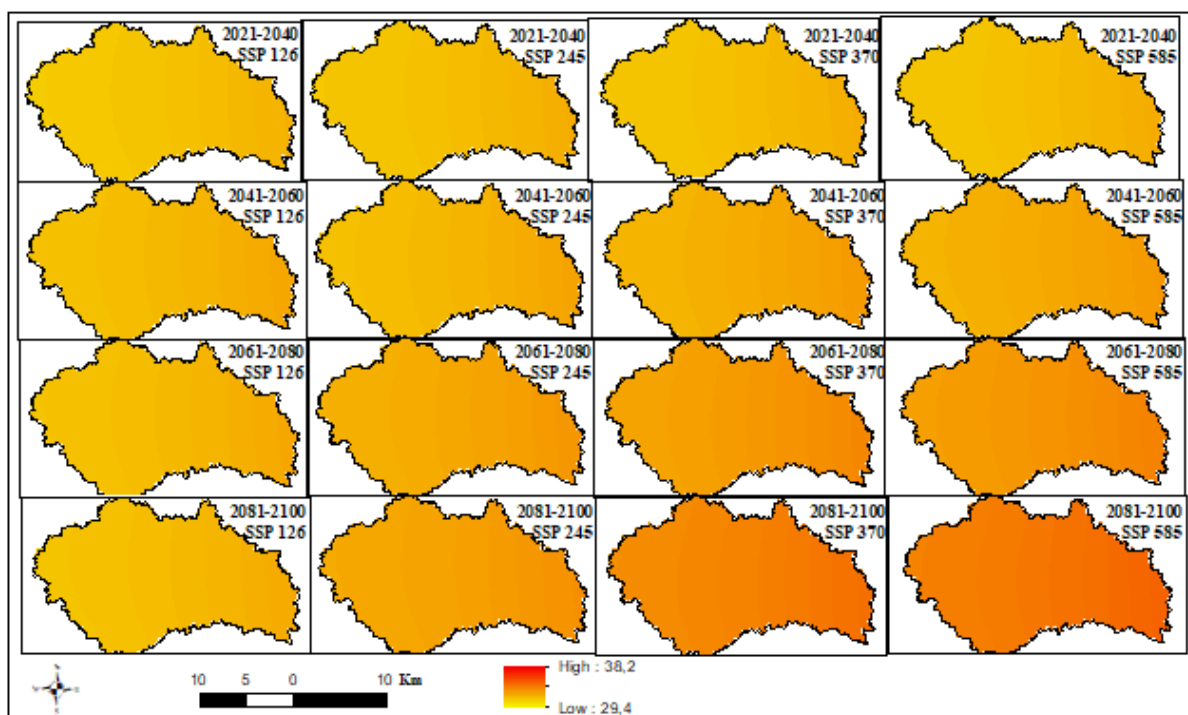 2021-2040
SSP 126
2021-2040
SSP 245
2021-2040
SSP 370
2021-2040
SSP 585
2041-2060
SSP 126
2041-2060
SSP 245
2041-2060
SSP 370
2041-2060
SSP 585
2061-2080
SSP 126
2061-2080
SSP 245
2061-2080
SSP 370
2061-2080
SSP 585
2081-2100
SSP 126
2081-2100
SSP 245
2081-2100
SSP 370
2081-2100
SSP 585
10 5 0 10 Km
High : 38,2
Low : 29,4